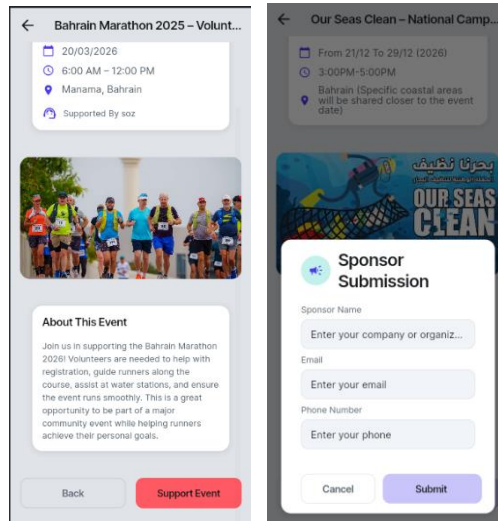 Bahrain Marathon 2025 – Volunt...
20/03/2026
6:00 AM – 12:00 PM
Manama, Bahrain
Supported By soz
About This Event
Join us in supporting the Bahrain Marathon
2026! Volunteers are needed to help with
registration, guide runners along the
course, assist at water stations, and ensure
the event runs smoothly. This is a great
opportunity to be part of a major
community event while helping runners
achieve their personal goals.
Back
Support Event
Our Seas Clean – National Camp...
From 21/12 To 29/12 (2026)
3:00PM-5:00PM
Bahrain (Specific coastal areas
will be shared closer to the event
date)
بحرنا نظيف
OUR SEAS
CLEAN
Sponsor
Submission
Sponsor Name
Enter your company or organiz...
Email
Enter your email
Phone Number
Enter your phone
Cancel
Submit